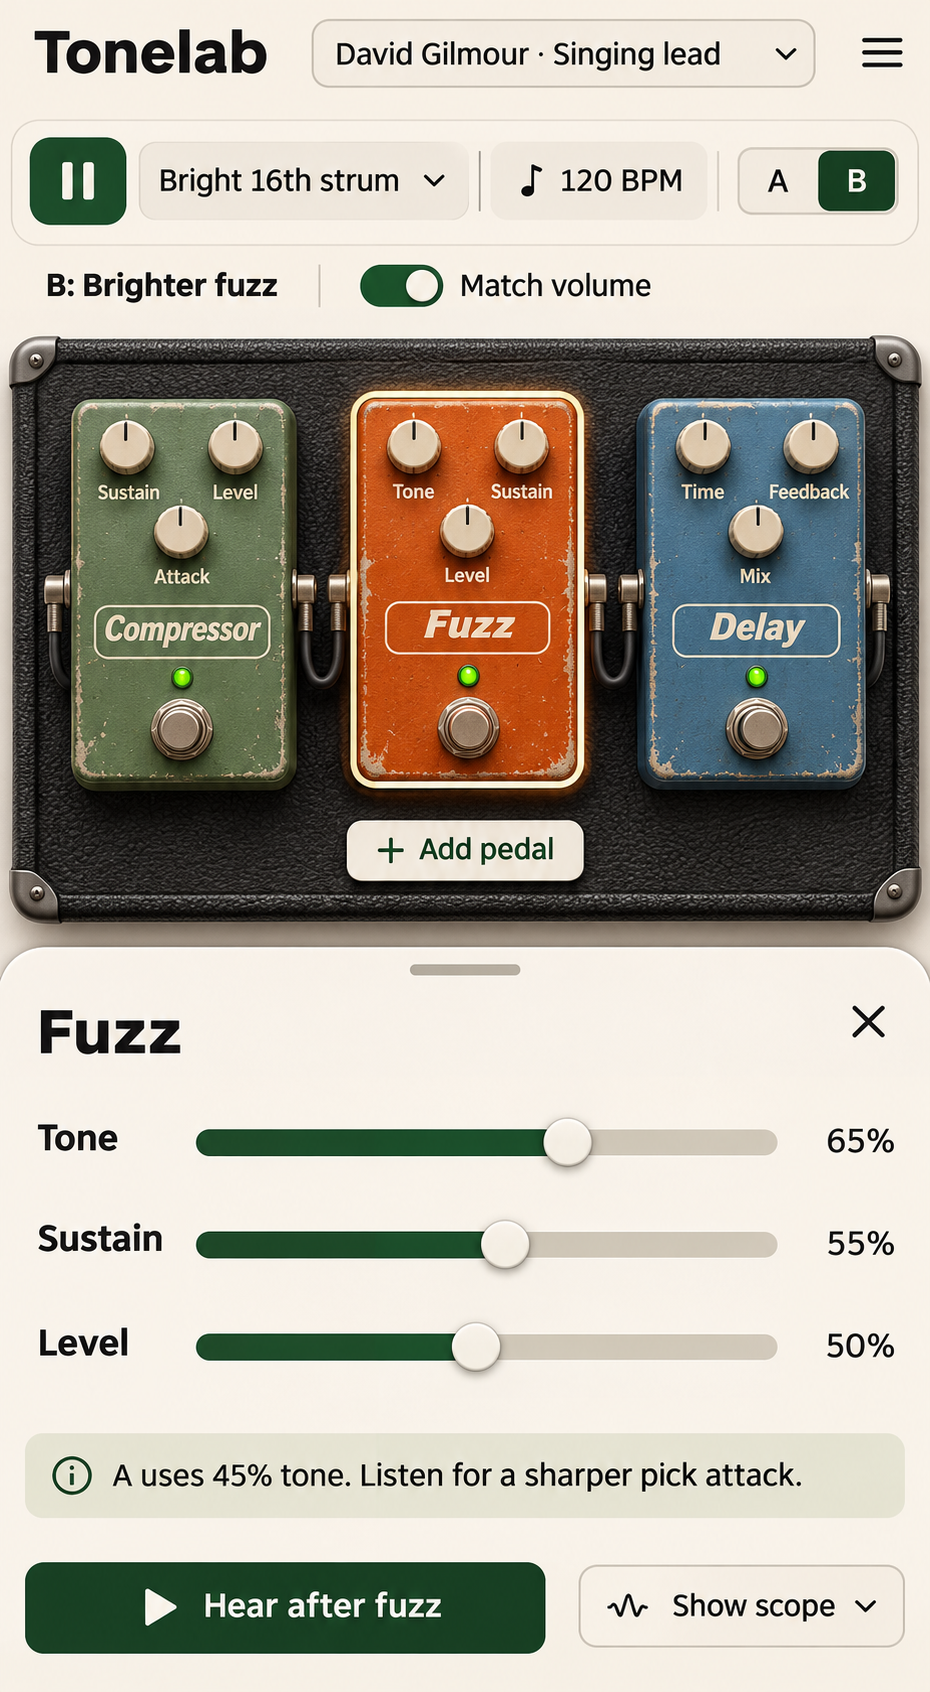 Tonelab
David Gilmour · Singing lead
Bright 16th strum
120 BPM
A
B
B: Brighter fuzz
Match volume
Sustain
Level
Attack
Compressor
Tone
Sustain
Level
Fuzz
Time
Feedback
Mix
Delay
+ Add pedal
Fuzz
Tone
65%
Sustain
55%
Level
50%
A uses 45% tone. Listen for a sharper pick attack.
Hear after fuzz
Show scope